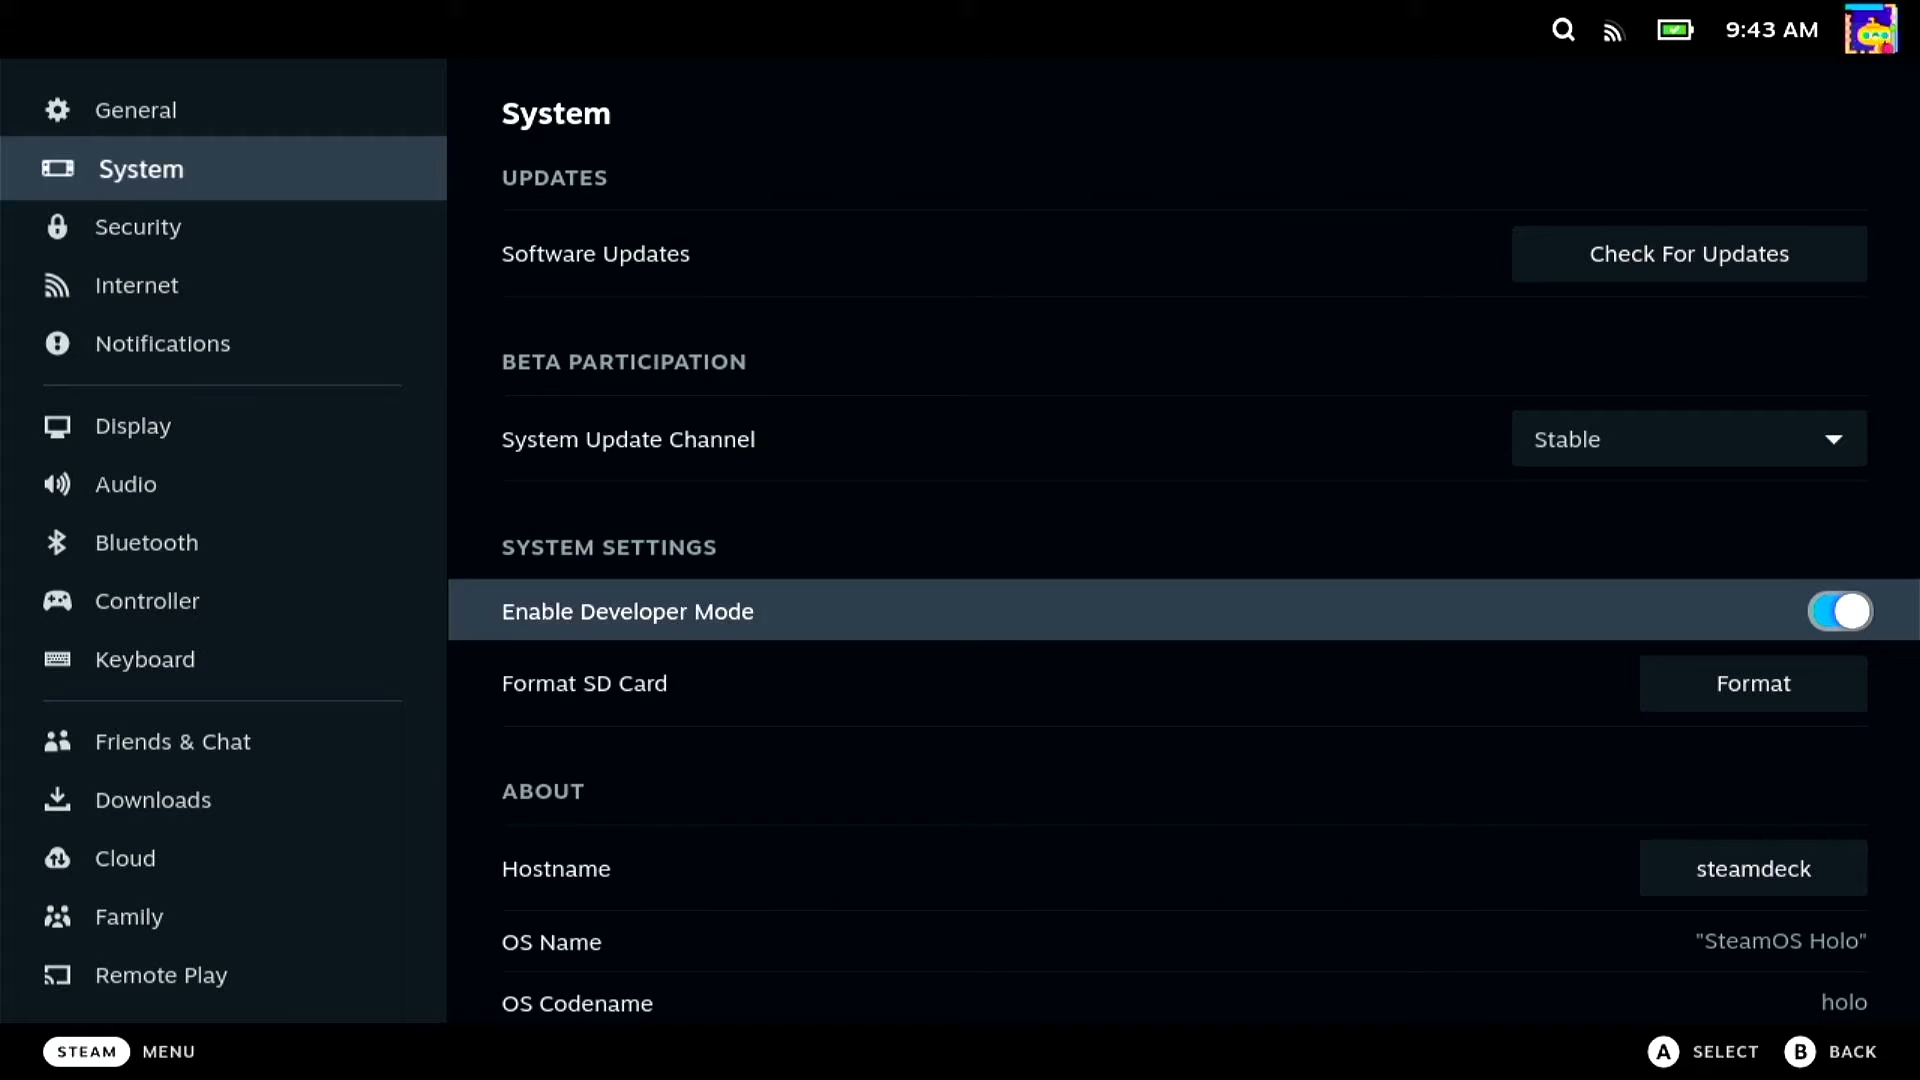 9:43 AM
General
System
Security
Internet
Notifications
Display
Audio
Bluetooth
Controller
Keyboard
Friends & Chat
Downloads
Cloud
Family
Remote Play
System
UPDATES
Software Updates
Check For Updates
BETA PARTICIPATION
System Update Channel
Stable
SYSTEM SETTINGS
Enable Developer Mode
Format SD Card
Format
ABOUT
Hostname
steamdeck
OS Name
"SteamOS Holo"
OS Codename
holo
STEAM MENU
A SELECT B BACK